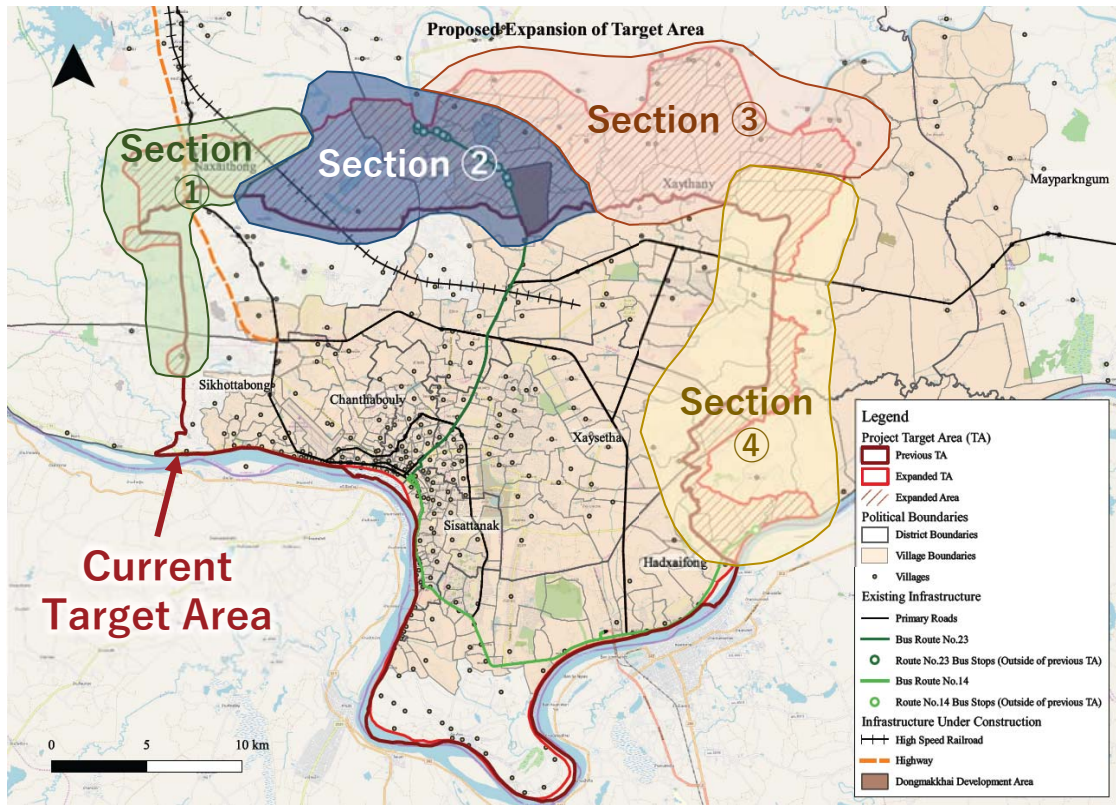 Proposed Expansion of Target Area
Section ①
Naxaithong
Section ②
Section ③
Xaythany
Mayparkngum
Section ④
Sikhottabong
Chanthabouly
Xaysetha
Sisattanak
Hadxaifong
Current
Target Area
0 5 10 km
Legend
Project Target Area (TA)
Previous TA
Expanded TA
Expanded Area
Political Boundaries
District Boundaries
Village Boundaries
Villages
Existing Infrastructure
Primary Roads
Bus Route No.23
Route No.23 Bus Stops (Outside of previous TA)
Bus Route No.14
Route No.14 Bus Stops (Outside of previous TA)
Infrastructure Under Construction
High Speed Railroad
Highway
Dongmakkhai Development Area